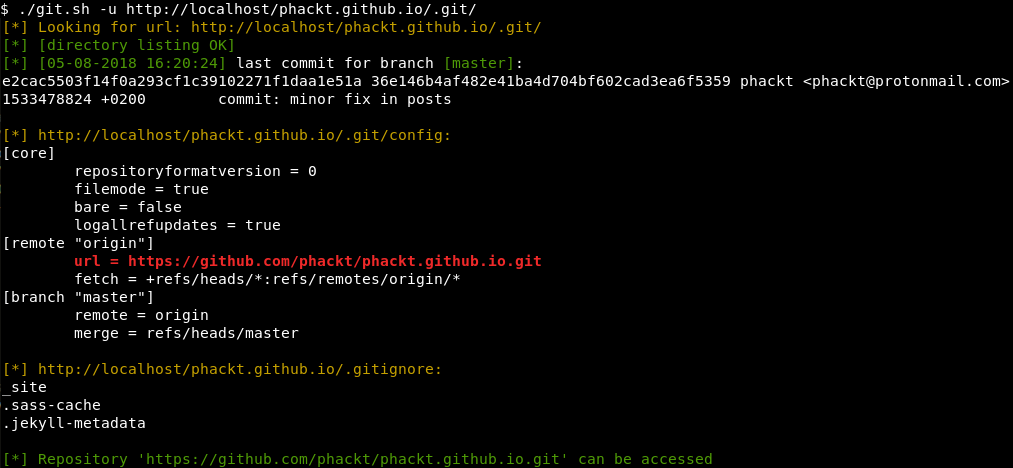 $ ./git.sh -u http://localhost/phackt.github.io/.git/
[*] Looking for url: http://localhost/phackt.github.io/.git/
[*] [directory listing OK]
[*] [05-08-2018 16:20:24] last commit for branch [master]:
e2cac5503f14f0a293cf1c39102271f1daa1e51a 36e146b4af482e41ba4d704bf602cad3ea6f5359 phackt <phackt@protonmail.com>
1533478824 +0200        commit: minor fix in posts
[*] http://localhost/phackt.github.io/.git/config:
[core]
        repositoryformatversion = 0
        filemode = true
        bare = false
        logallrefupdates = true
[remote "origin"]
        url = https://github.com/phackt/phackt.github.io.git
        fetch = +refs/heads/*:refs/remotes/origin/*
[branch "master"]
        remote = origin
        merge = refs/heads/master
[*] http://localhost/phackt.github.io/.gitignore:
_site
.sass-cache
.jekyll-metadata
[*] Repository 'https://github.com/phackt/phackt.github.io.git' can be accessed